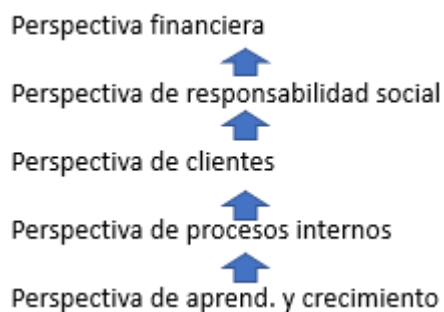 Perspectiva financiera
Perspectiva de responsabilidad social
Perspectiva de clientes
Perspectiva de procesos internos
Perspectiva de aprend. y crecimiento